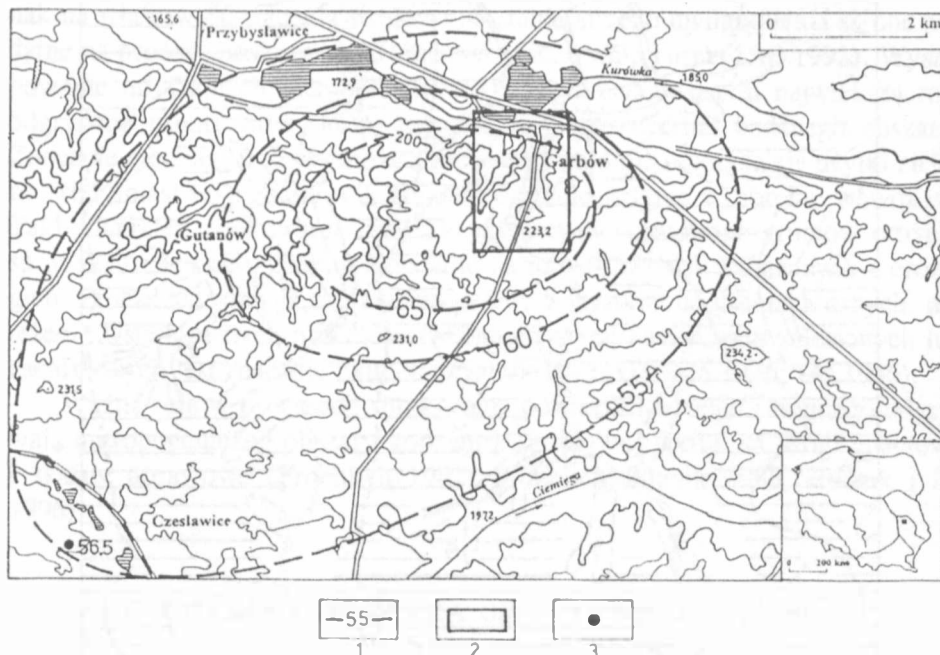 165,6
Przybysławice
2 km
172,9
Kurówka
185,0
200
Garbów
Gutanów
223,2
65
60
231,0
234,2
231,5
55
Ciemięga
197,2
Czesławice
56,5
0 200 km
55
1 2 3